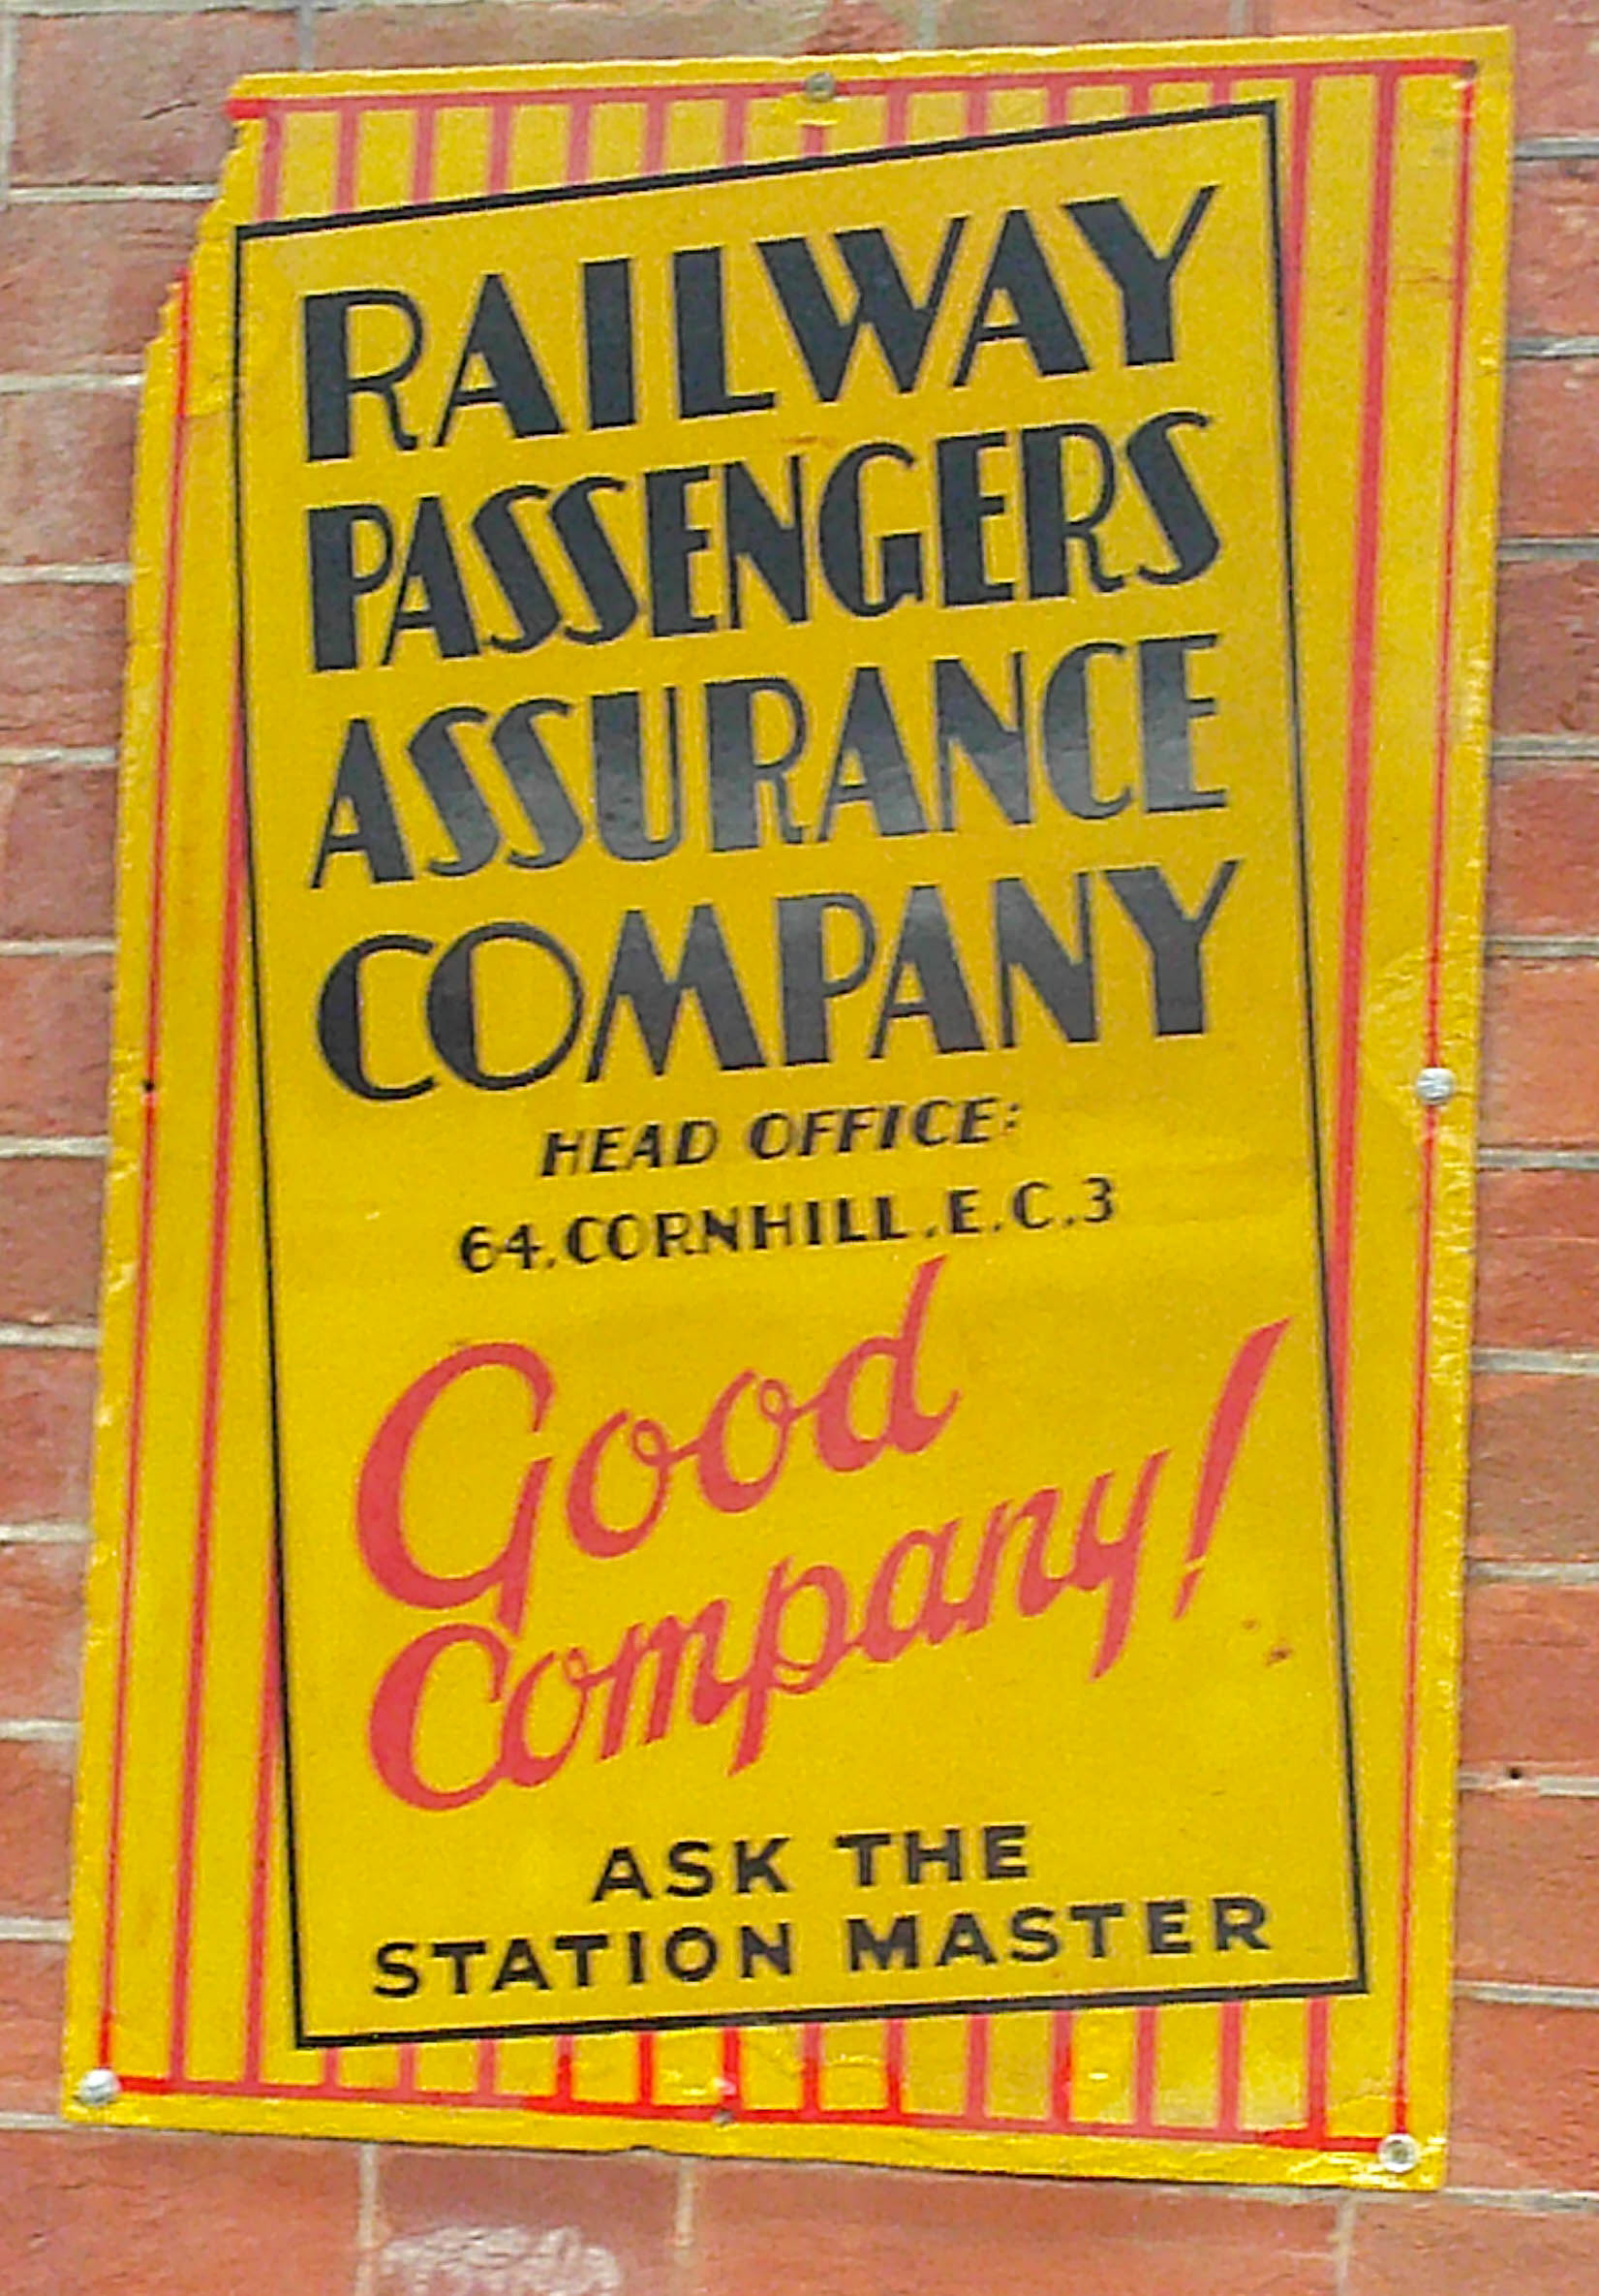 RAILWAY
PASSENGERS
ASSURANCE
COMPANY
HEAD OFFICE:
64, CORNHILL, E.C.3
Good
Company!
ASK THE
STATION MASTER